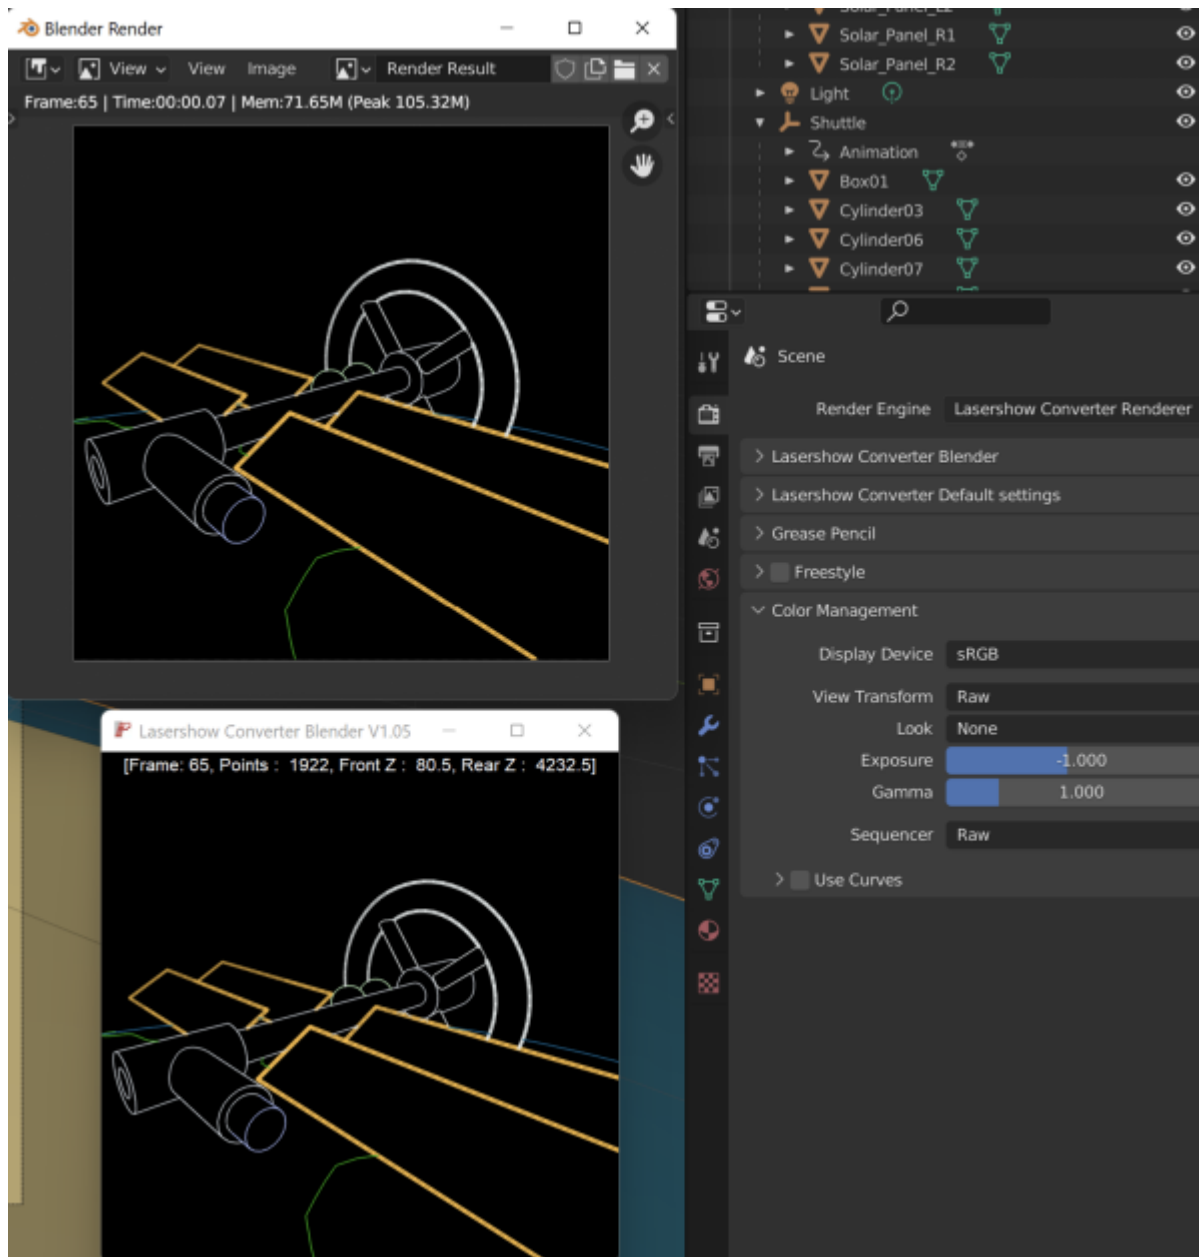 Blender Render
View
View
Image
Render Result
Frame:65 | Time:00:00.07 | Mem:71.65M (Peak 105.32M)
Solar_Panel_L2
Solar_Panel_R1
Solar_Panel_R2
Light
Shuttle
Animation
Box01
Cylinder03
Cylinder06
Cylinder07
Scene
Render Engine Lasershow Converter Renderer
Lasershow Converter Blender
Lasershow Converter Default settings
Grease Pencil
Freestyle
Color Management
Display Device sRGB
View Transform Raw
Look None
Exposure -1.000
Gamma 1.000
Sequencer Raw
Use Curves
Lasershow Converter Blender V1.05
[Frame: 65, Points : 1922, Front Z : 80.5, Rear Z : 4232.5]